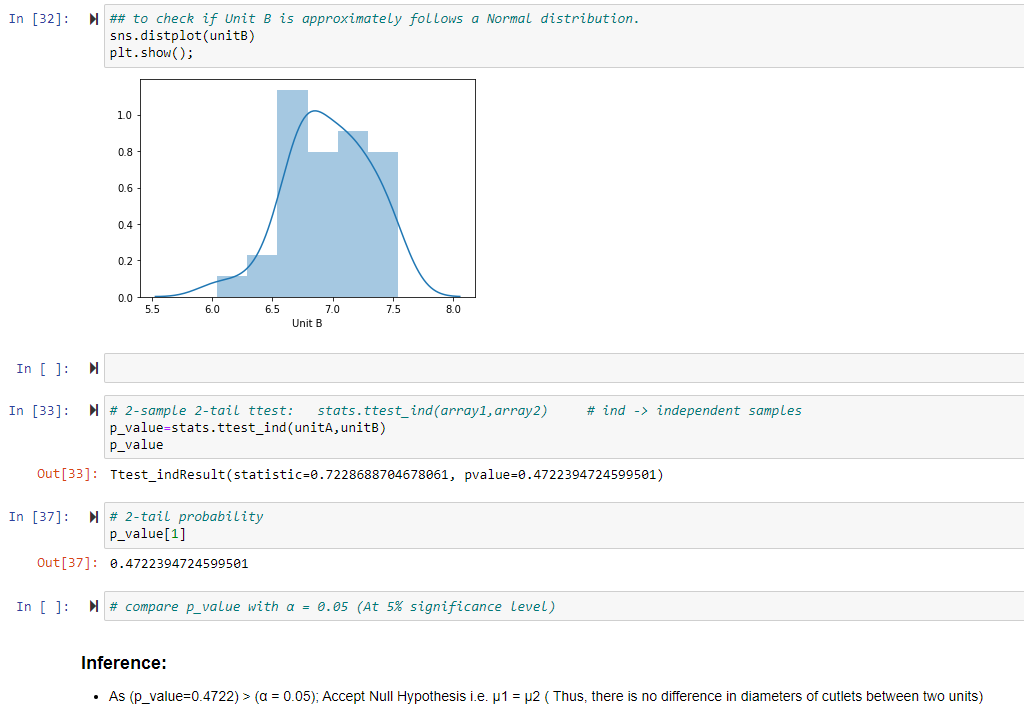 In [32]: ## to check if Unit B is approximately follows a Normal distribution.
sns.distplot(unitB)
plt.show();
1.0
0.8
0.6
0.4
0.2
0.0
5.5 6.0 6.5 7.0 7.5 8.0
Unit B
In [ ]:
In [33]: # 2-sample 2-tail ttest: stats.ttest_ind(array1,array2) # ind -> independent samples
p_value=stats.ttest_ind(unitA,unitB)
p_value
Out[33]: Ttest_indResult(statistic=0.7228688704678061, pvalue=0.4722394724599501)
In [37]: # 2-tail probability
p_value[1]
Out[37]: 0.4722394724599501
In [ ]: # compare p_value with α = 0.05 (At 5% significance level)
Inference:
• As (p_value=0.4722) > (α = 0.05); Accept Null Hypothesis i.e. µ1 = µ2 ( Thus, there is no difference in diameters of cutlets between two units)